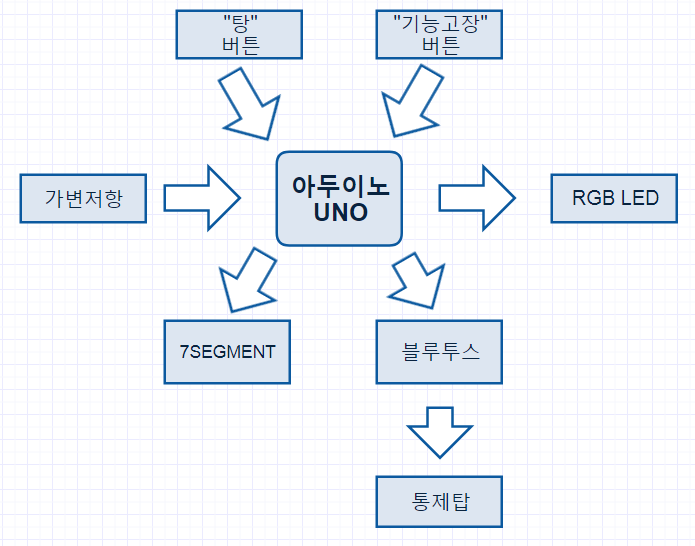 "탕"
버튼
"기능고장"
버튼
가변저항
아두이노
UNO
RGB LED
7SEGMENT
블루투스
통제탑